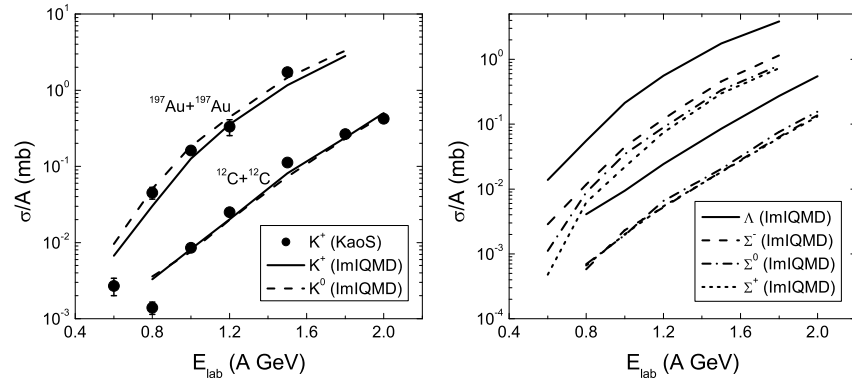 10¹
10⁰
10⁻¹
10⁻²
10⁻³
σ/A (mb)
¹⁹⁷Au+¹⁹⁷Au
¹²C+¹²C
K⁺ (KaoS)
K⁺ (ImIQMD)
K⁰ (ImIQMD)
0.4 0.8 1.2 1.6 2.0
E_lab (A GeV)
10⁰
10⁻¹
10⁻²
10⁻³
10⁻⁴
σ/A (mb)
Λ (ImIQMD)
Σ⁻ (ImIQMD)
Σ⁰ (ImIQMD)
Σ⁺ (ImIQMD)
0.4 0.8 1.2 1.6 2.0
E_lab (A GeV)